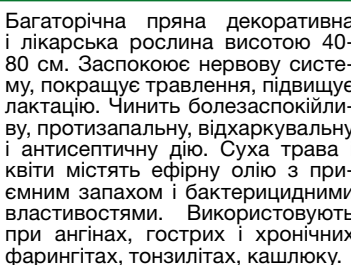 Багаторічна пряна декоративна
і лікарська рослина висотою 40-
80 см. Заспокоює нервову систе-
му, покращує травлення, підвищує
лактацію. Чинить болезаспокійли-
ву, протизапальну, відхаркувальну
і антисептичну дію. Суха трава і
квіти містять ефірну олію з при-
ємним запахом і бактерицидними
властивостями. Використовують
при ангінах, гострих і хронічних
фарингітах, тонзилітах, кашлюку.